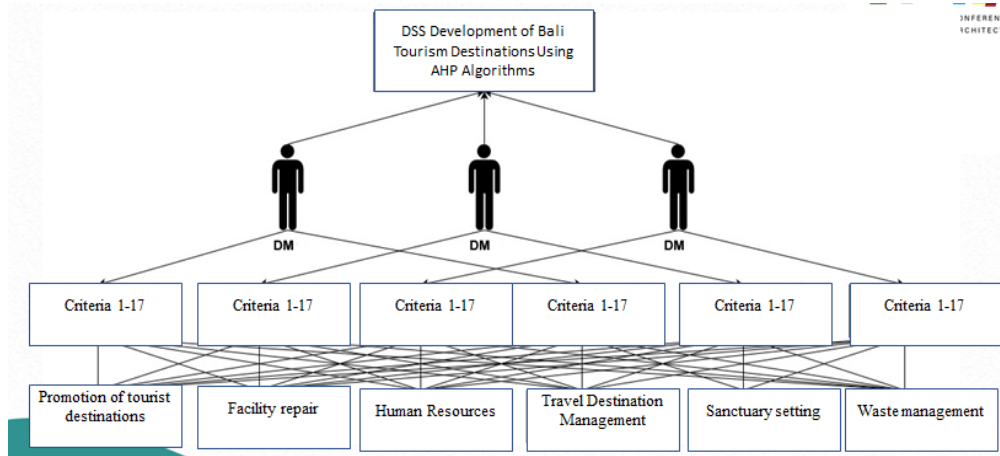 DSS Development of Bali
Tourism Destinations Using
AHP Algorithms
DM
DM
DM
Criteria 1-17
Criteria 1-17
Criteria 1-17
Criteria 1-17
Criteria 1-17
Criteria 1-17
Promotion of tourist
destinations
Facility repair
Human Resources
Travel Destination
Management
Sanctuary setting
Waste management